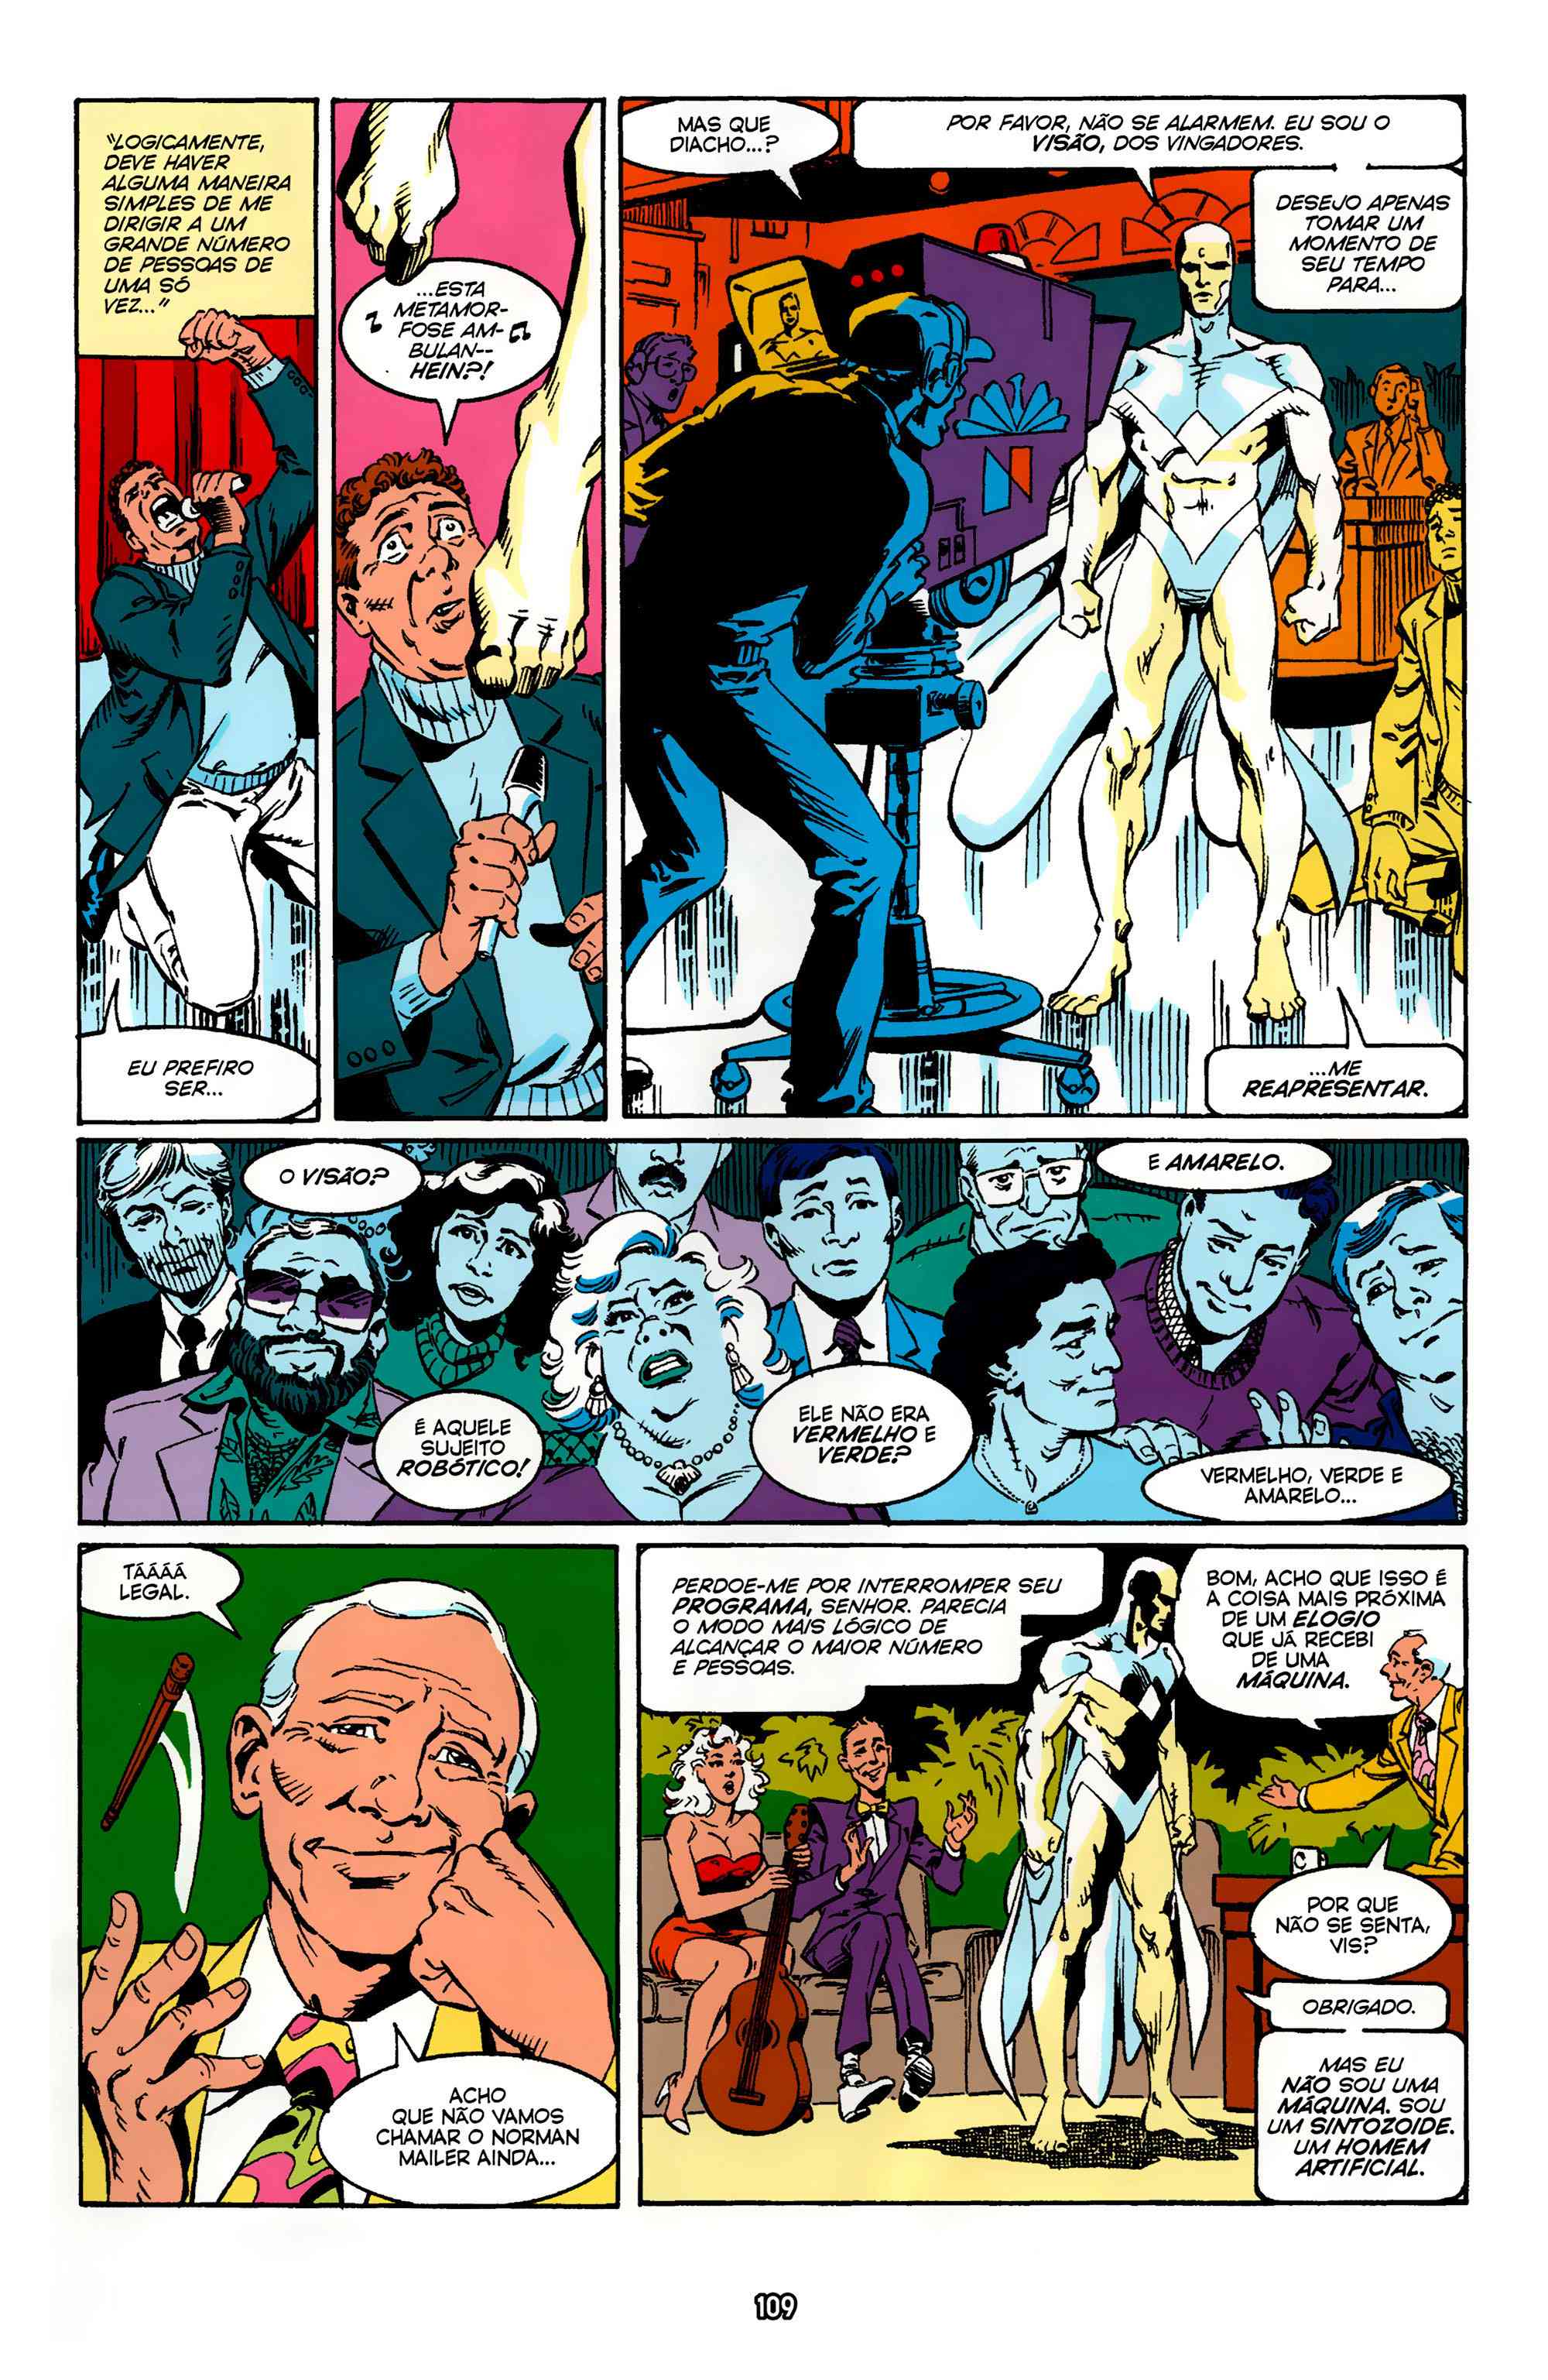 "LOGICAMENTE,
DEVE HAVER
ALGUMA MANEIRA
SIMPLES DE ME
DIRIGIR A UM
GRANDE NÚMERO
DE PESSOAS DE
UMA SÓ
VEZ..."
EU PREFIRO
SER...
...ESTA
METAMOR-
FOSE AM-
BULAN--
HEIN?!
MAS QUE
DIACHO...?
POR FAVOR, NÃO SE ALARMEM. EU SOU O
VISÃO, DOS VINGADORES.
DESEJO APENAS
TOMAR UM
MOMENTO DE
SEU TEMPO
PARA...
...ME
REAPRESENTAR.
O VISÃO?
É AQUELE
SUJEITO
ROBÓTICO!
ELE NÃO ERA
VERMELHO E
VERDE?
E AMARELO.
VERMELHO, VERDE E
AMARELO...
TÁÁÁÁ
LEGAL.
ACHO
QUE NÃO VAMOS
CHAMAR O NORMAN
MAILER AINDA...
PERDOE-ME POR INTERROMPER SEU
PROGRAMA, SENHOR. PARECIA
O MODO MAIS LÓGICO DE
ALCANÇAR O MAIOR NÚMERO
E PESSOAS.
BOM, ACHO QUE ISSO É
A COISA MAIS PRÓXIMA
DE UM ELOGIO
QUE JÁ RECEBI
DE UMA
MÁQUINA.
POR QUE
NÃO SE SENTA,
VIS?
OBRIGADO.
MAS EU
NÃO SOU UMA
MÁQUINA. SOU
UM SINTOZOIDE.
UM HOMEM
ARTIFICIAL.
109